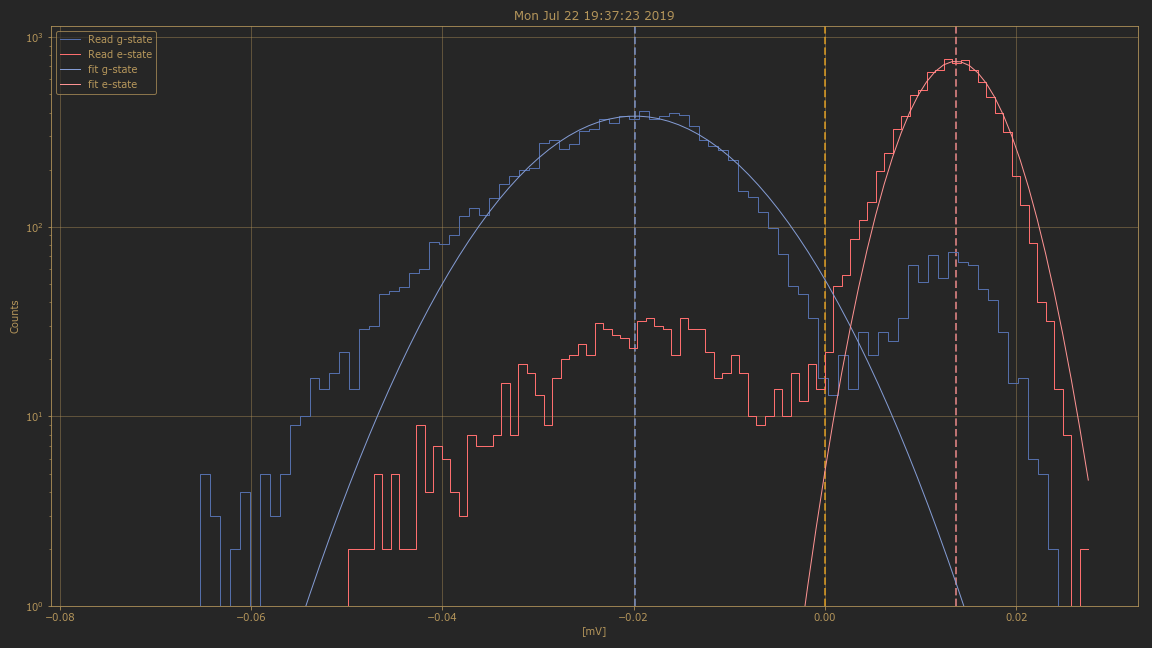 Mon Jul 22 19:37:23 2019
Read g-state
Read e-state
fit g-state
fit e-state
10³
10²
10¹
10⁰
Counts
−0.08 −0.06 −0.04 −0.02 0.00 0.02
[mV]